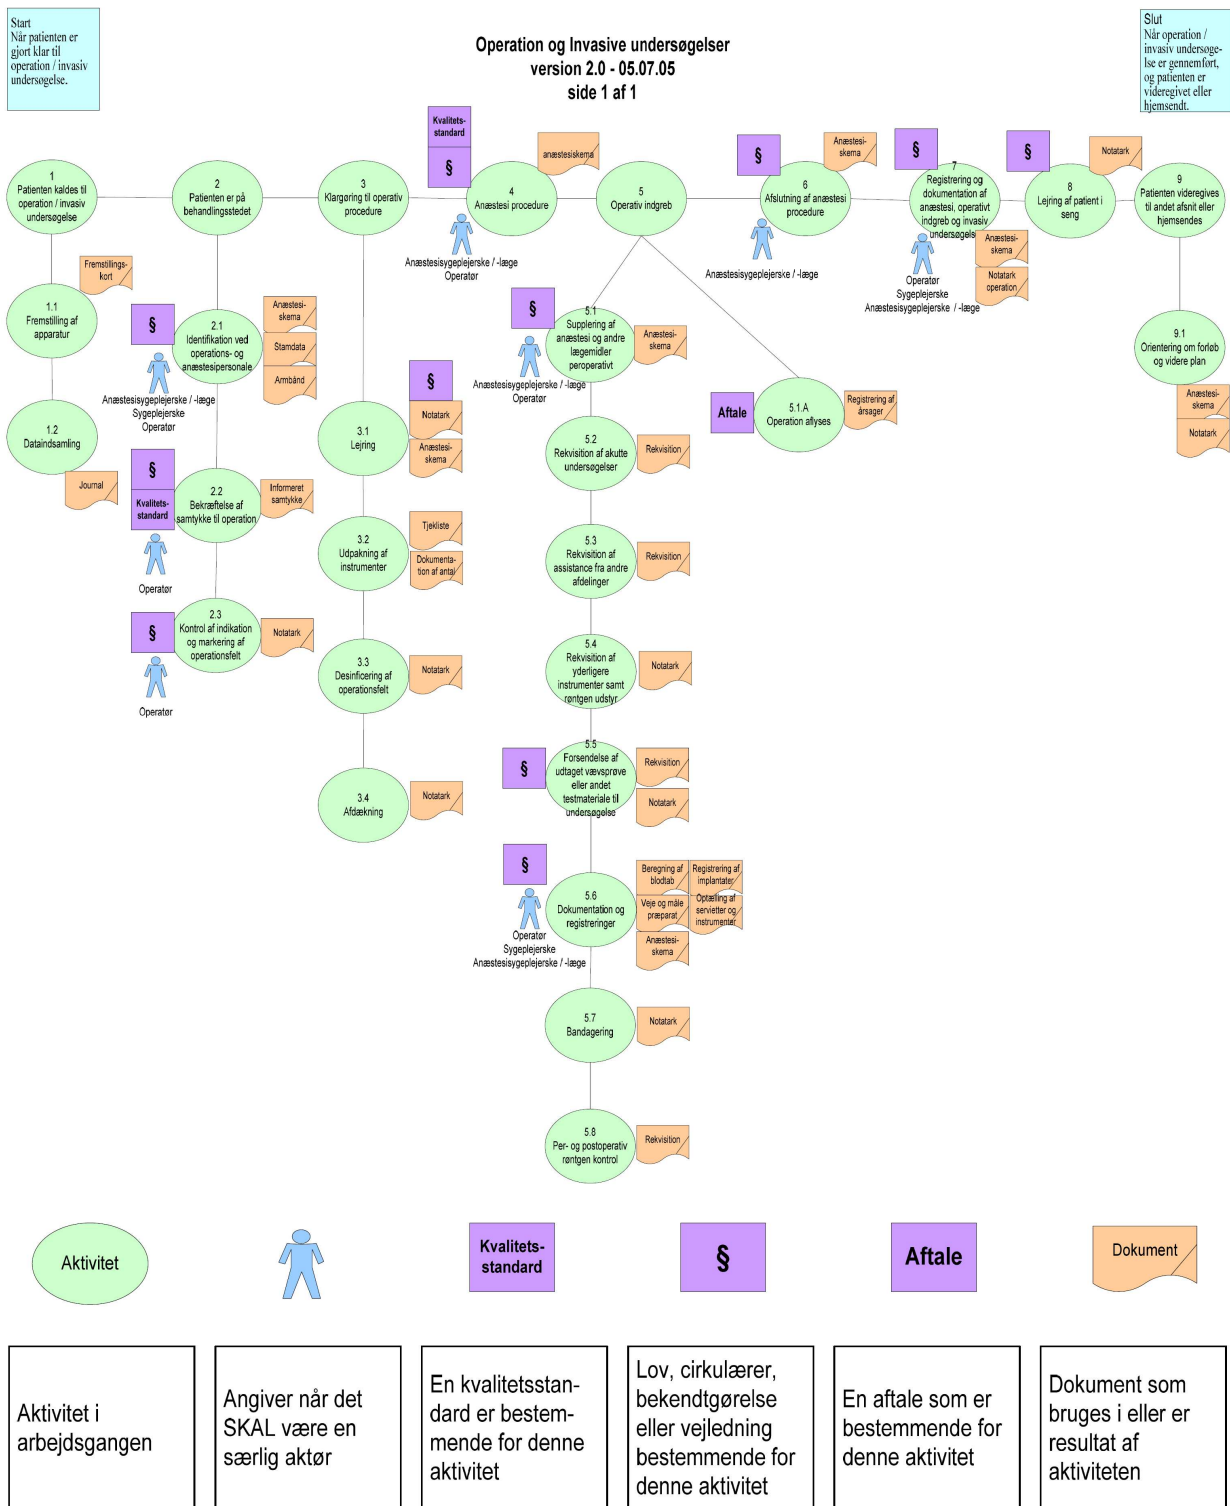 Start
Når patienten er
gjort klar til
operation / invasiv
undersøgelse.
Operation og Invasive undersøgelser
version 2.0 - 05.07.05
side 1 af 1
Slut
Når operation /
invasiv undersøge-
lse er gennemført,
og patienten er
videregivet eller
hjemsendt.
1
Patienten kaldes til
operation / invasiv
undersøgelse
2
Patienten er på
behandlingsstedet
3
Klargøring til operativ
procedure
Kvalitets-
standard
§
anæstesiskema
4
Anæstesi procedure
Anæstesisygeplejerske / -læge
Operatør
5
Operativ indgreb
§
Anæstesi-
skema
6
Afslutning af anæstesi
procedure
Anæstesisygeplejerske / -læge
§
7
Registrering og
dokumentation af
anæstesi, operativt
indgreb og invasiv
undersøgelse
Anæstesi-
skema
Notatark
operation
Operatør
Sygeplejerske
Anæstesisygeplejerske / -læge
§
Notatark
8
Lejring af patient i
seng
9
Patienten videregives
til andet afsnit eller
hjemsendes
Fremstillings-
kort
1.1
Fremstilling af
apparatur
1.2
Dataindsamling
Journal
§
2.1
Identifikation ved
operations- og
anæstesipersonale
Anæstesi-
skema
Stamdata
Armbånd
Anæstesisygeplejerske / -læge
Sygeplejerske
Operatør
§
Kvalitets-
standard
2.2
Bekræftelse af
samtykke til operation
Informeret
samtykke
Operatør
§
2.3
Kontrol af indikation
og markering af
operationsfelt
Notatark
Operatør
§
3.1
Lejring
Notatark
Anæstesi-
skema
3.2
Udpakning af
instrumenter
Tjekliste
Dokumenta-
tion af antal
3.3
Desinficering af
operationsfelt
Notatark
3.4
Afdækning
Notatark
§
5.1
Supplering af
anæstesi og andre
lægemidler
peroperativt
Anæstesi-
skema
Anæstesisygeplejerske / -læge
Operatør
Aftale
5.1.A
Operation aflyses
Registrering af
årsager
5.2
Rekvisition af akutte
undersøgelser
Rekvisition
5.3
Rekvisition af
assistance fra andre
afdelinger
Rekvisition
5.4
Rekvisition af
yderligere
instrumenter samt
røntgen udstyr
Notatark
§
5.5
Forsendelse af
udtaget vævsprøve
eller andet
testmateriale til
undersøgelse
Rekvisition
Notatark
§
5.6
Dokumentation og
registreringer
Beregning af
blodtab
Registrering af
implantater
Veje og måle
præparat
Optælling af
servietter og
instrumenter
Anæstesi-
skema
Operatør
Sygeplejerske
Anæstesisygeplejerske / -læge
5.7
Bandagering
Notatark
5.8
Per- og postoperativ
røntgen kontrol
Rekvisition
9.1
Orientering om forløb
og videre plan
Anæstesi-
skema
Notatark
Aktivitet
Kvalitets-
standard
§
Aftale
Dokument
Aktivitet i
arbejdsgangen
Angiver når det
SKAL være en
særlig aktør
En kvalitetsstan-
dard er bestem-
mende for denne
aktivitet
Lov, cirkulærer,
bekendtgørelse
eller vejledning
bestemmende for
denne aktivitet
En aftale som er
bestemmende for
denne aktivitet
Dokument som
bruges i eller er
resultat af
aktiviteten